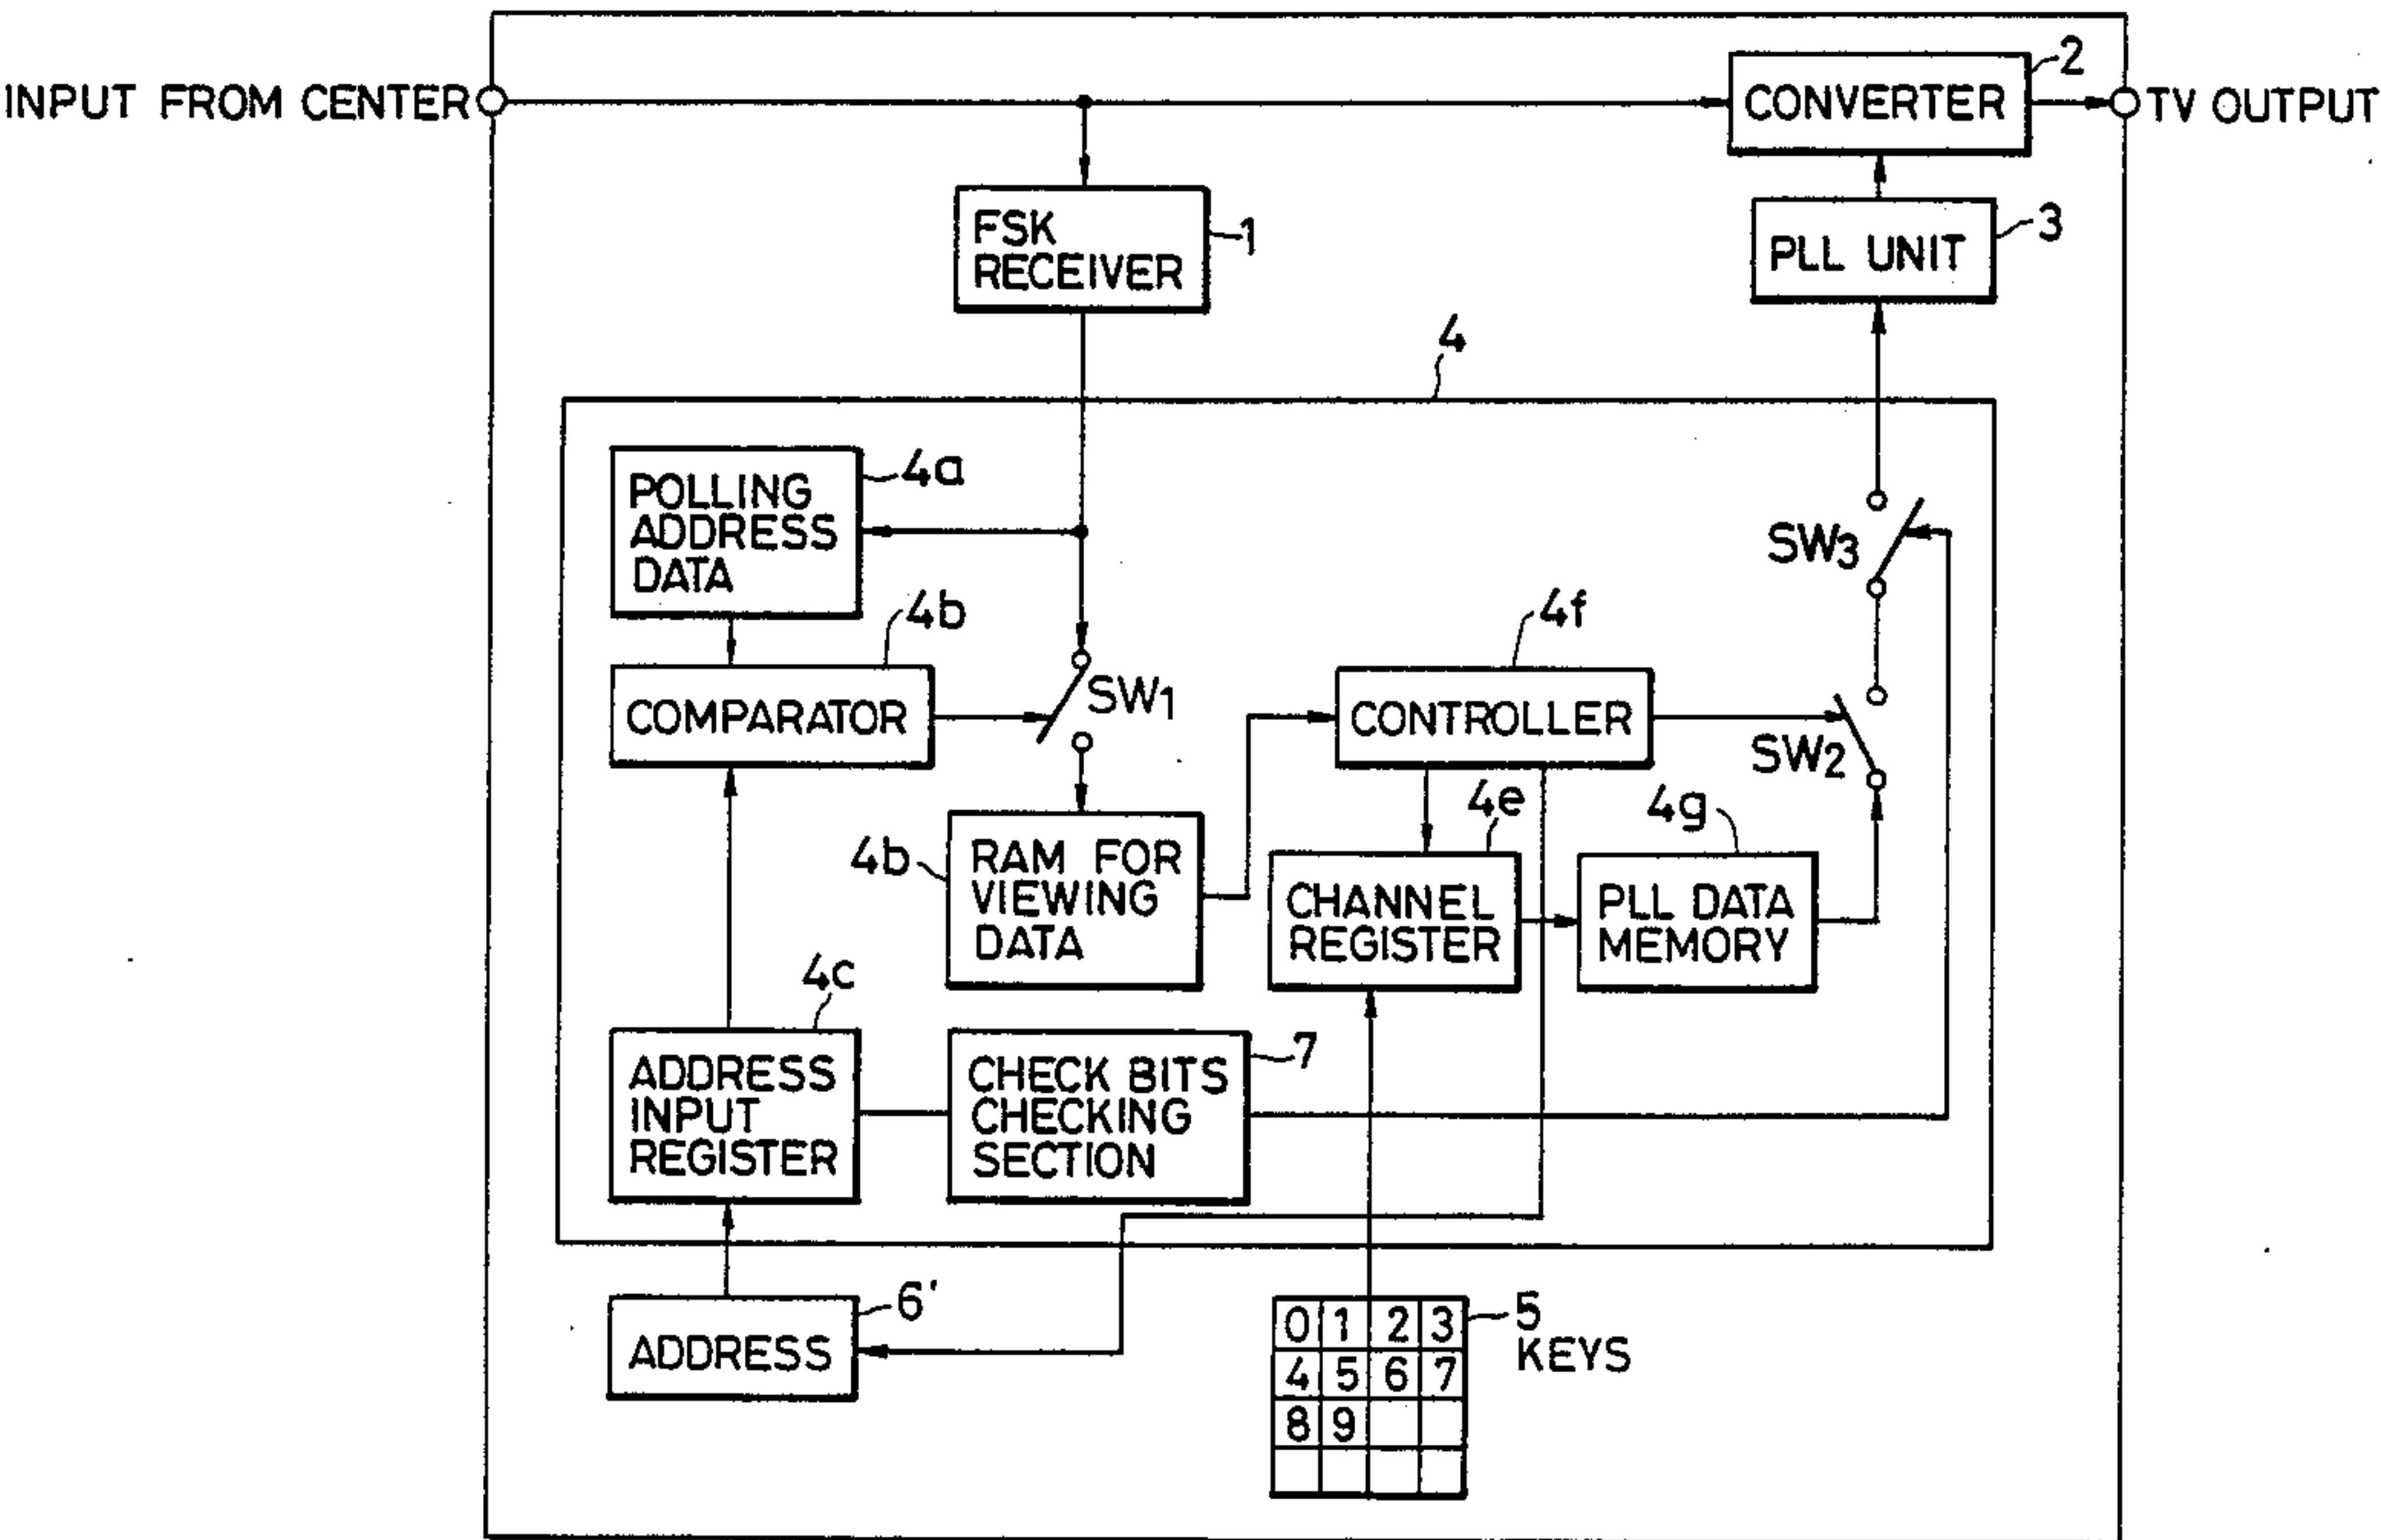 INPUT FROM CENTER
CONVERTER
2
TV OUTPUT
FSK
RECEIVER
1
PLL UNIT
3
4
POLLING
ADDRESS
DATA
4a
COMPARATOR
4b
SW1
SW3
CONTROLLER
4f
SW2
RAM FOR
VIEWING
DATA
4b
CHANNEL
REGISTER
4e
PLL DATA
MEMORY
4g
ADDRESS
INPUT
REGISTER
4c
CHECK BITS
CHECKING
SECTION
7
ADDRESS
6'
0 1 2 3
4 5 6 7
8 9
5
KEYS